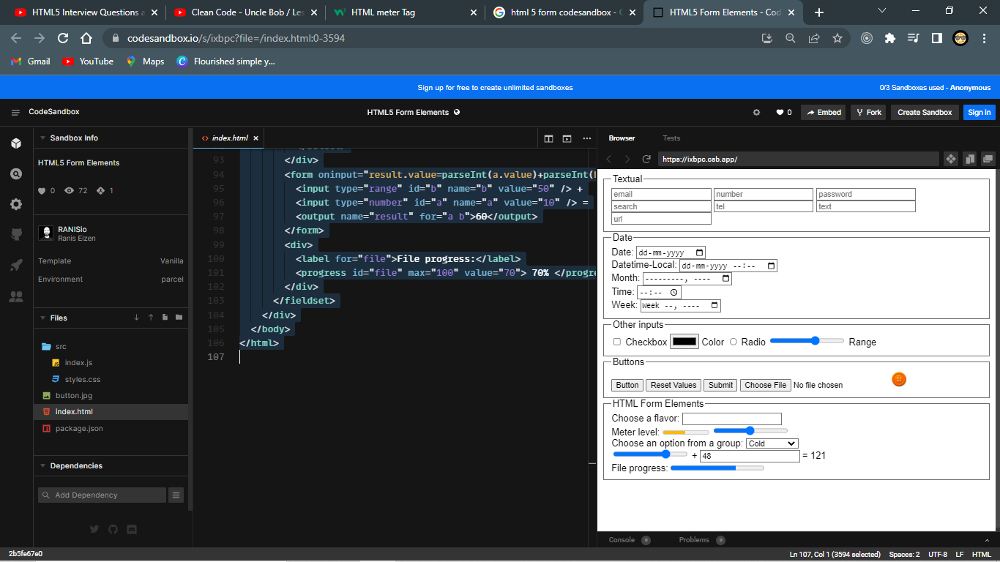 HTML5 Interview Questions a
Clean Code - Uncle Bob / Les
HTML meter Tag
html 5 form codesandbox - G
HTML5 Form Elements - Cod
codesandbox.io/s/ixbpc?file=/index.html:0-3594
Gmail
YouTube
Maps
Flourished simple y...
Sign up for free to create unlimited sandboxes
0/3 Sandboxes used - Anonymous
CodeSandbox
HTML5 Form Elements
0
Embed
Fork
Create Sandbox
Sign in
Sandbox Info
HTML5 Form Elements
0 72 1
RANISio
Ranis Eizen
Template Vanilla
Environment parcel
Files
src
index.js
styles.css
button.jpg
index.html
package.json
Dependencies
Add Dependency
2b5fe67e0
index.html
93 </div>
94 <form oninput="result.value=parseInt(a.value)+parseInt(
95 <input type="range" id="b" name="b" value="50" /> +
96 <input type="number" id="a" name="a" value="10" /> =
97 <output name="result" for="a b">60</output>
98 </form>
99 <div>
100 <label for="file">File progress:</label>
101 <progress id="file" max="100" value="70"> 70% </progre
102 </div>
103 </fieldset>
104 </div>
105 </body>
106 </html>
107
Browser
Tests
https://ixbpc.csb.app/
Textual
email number password
search tel text
url
Date
Date: dd-mm-yyyy
Datetime-Local: dd-mm-yyyy --:--
Month: ---------, ----
Time: --:--
Week: Week --, ----
Other inputs
Checkbox Color Radio Range
Buttons
Button Reset Values Submit Choose File No file chosen
HTML Form Elements
Choose a flavor:
Meter level:
Choose an option from a group: Cold
+ 48 = 121
File progress:
Console 0
Problems 0
Ln 107, Col 1 (3594 selected) Spaces: 2 UTF-8 LF HTML